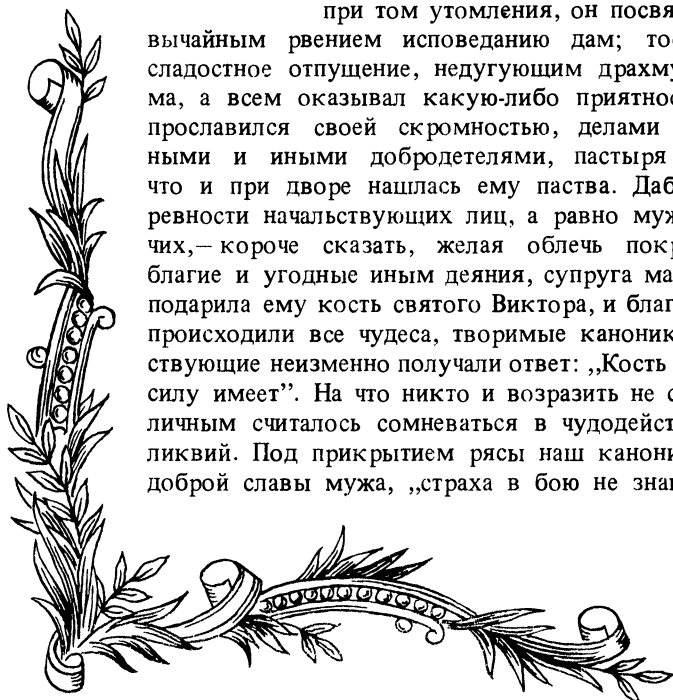 при том утомления, он посвя
вычайным рвением исповеданию дам; то
сладостное отпущение, недугующим драхм
ма, а всем оказывал какую-либо приятнос
прославился своей скромностью, делами
ными и иными добродетелями, пастыря
что и при дворе нашлась ему паства. Даб
ревности начальствующих лиц, а равно муж
чих,— короче сказать, желая облечь пок
благие и угодные иным деяния, супруга ма
подарила ему кость святого Виктора, и благ
происходили все чудеса, творимые каноник
ствующие неизменно получали ответ: „Кость
силу имеет”. На что никто и возразить не с
личным считалось сомневаться в чудодейст
ликвий. Под прикрытием рясы наш канони
доброй славы мужа, „страха в бою не зна